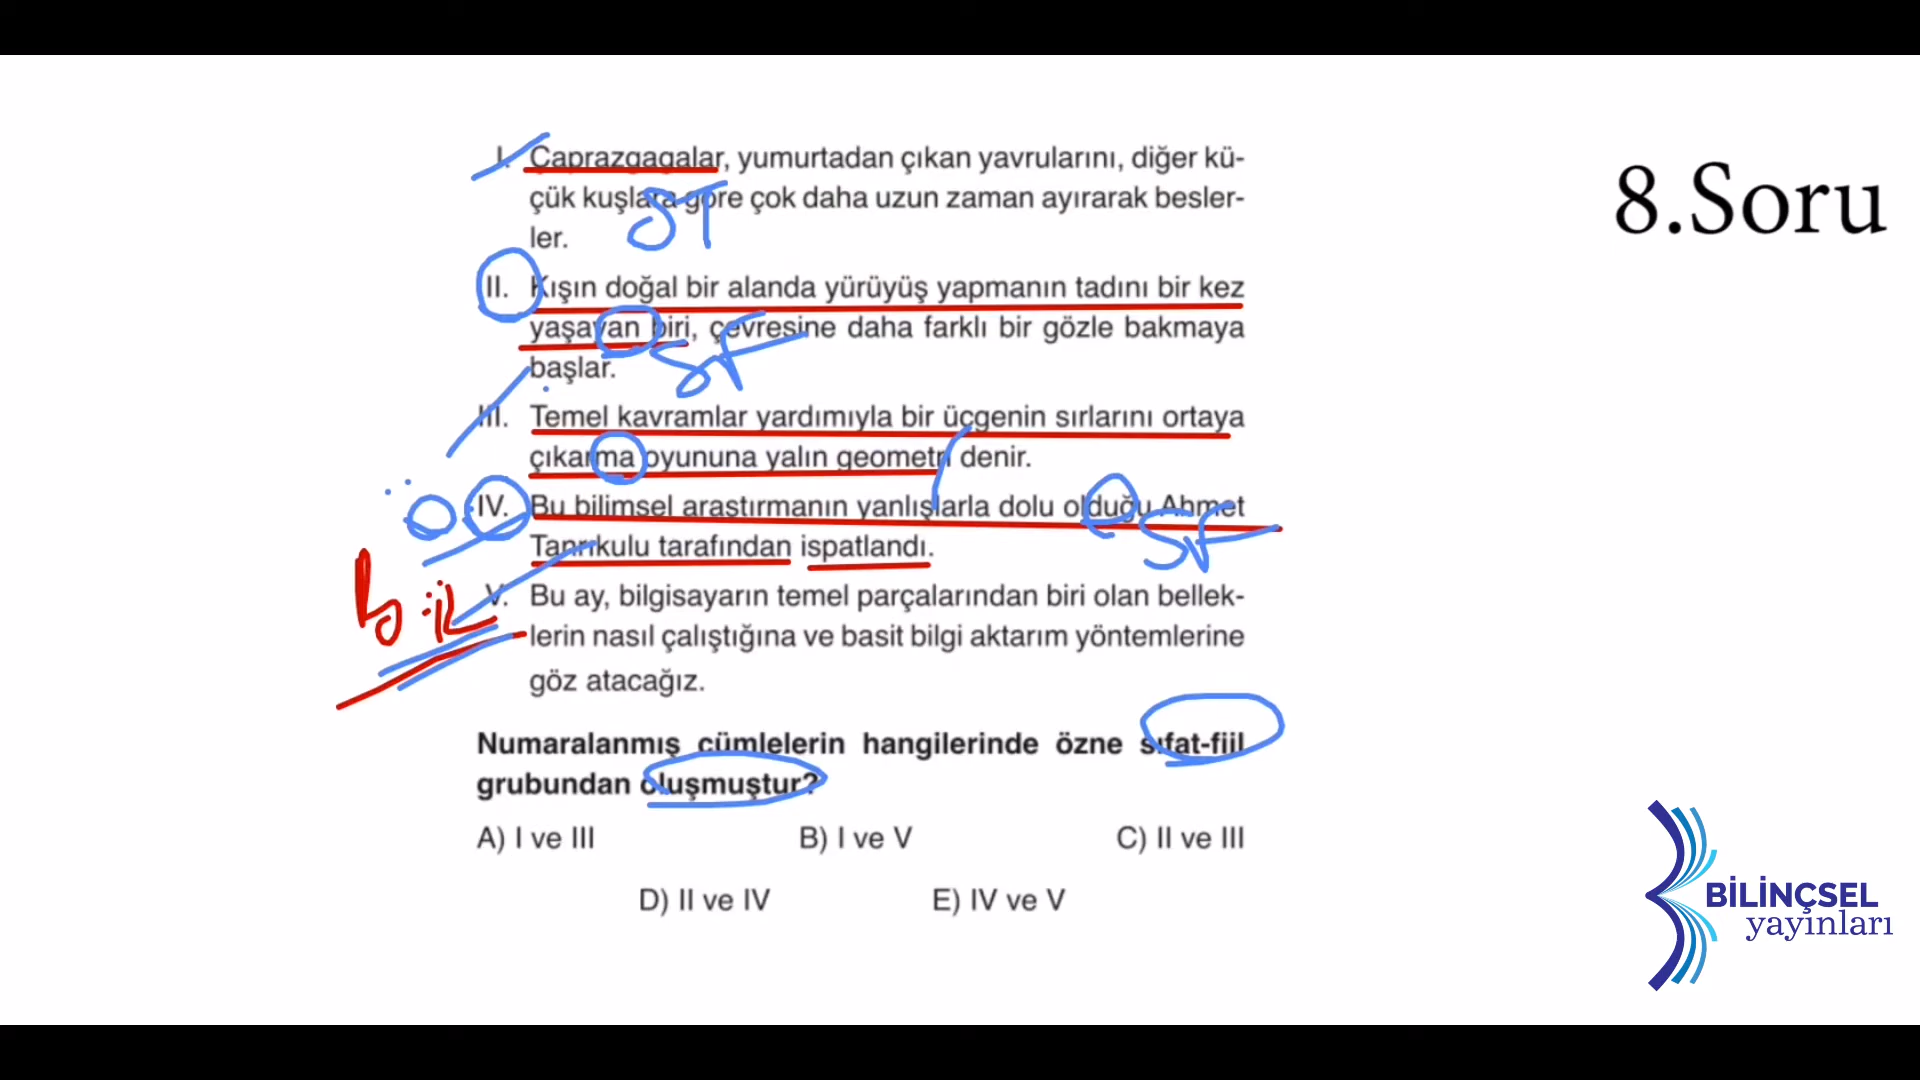 8.Soru
I. Çaprazgagalar, yumurtadan çıkan yavrularını, diğer kü-
çük kuşlara göre çok daha uzun zaman ayırarak besler-
ler.
ST
II. Kışın doğal bir alanda yürüyüş yapmanın tadını bir kez
yaşayan biri, çevresine daha farklı bir gözle bakmaya
başlar.
SF
III. Temel kavramlar yardımıyla bir üçgenin sırlarını ortaya
çıkarma oyununa yalın geometri denir.
IV. Bu bilimsel araştırmanın yanlışlarla dolu olduğu Ahmet
Tanrıkulu tarafından ispatlandı.
SF
Ö
V. Bu ay, bilgisayarın temel parçalarından biri olan bellek-
lerin nasıl çalıştığına ve basit bilgi aktarım yöntemlerine
göz atacağız.
Numaralanmış cümlelerin hangilerinde özne sıfat-fiil
grubundan oluşmuştur?
A) I ve III B) I ve V C) II ve III
D) II ve IV E) IV ve V
BİLİNÇSEL
yayınları